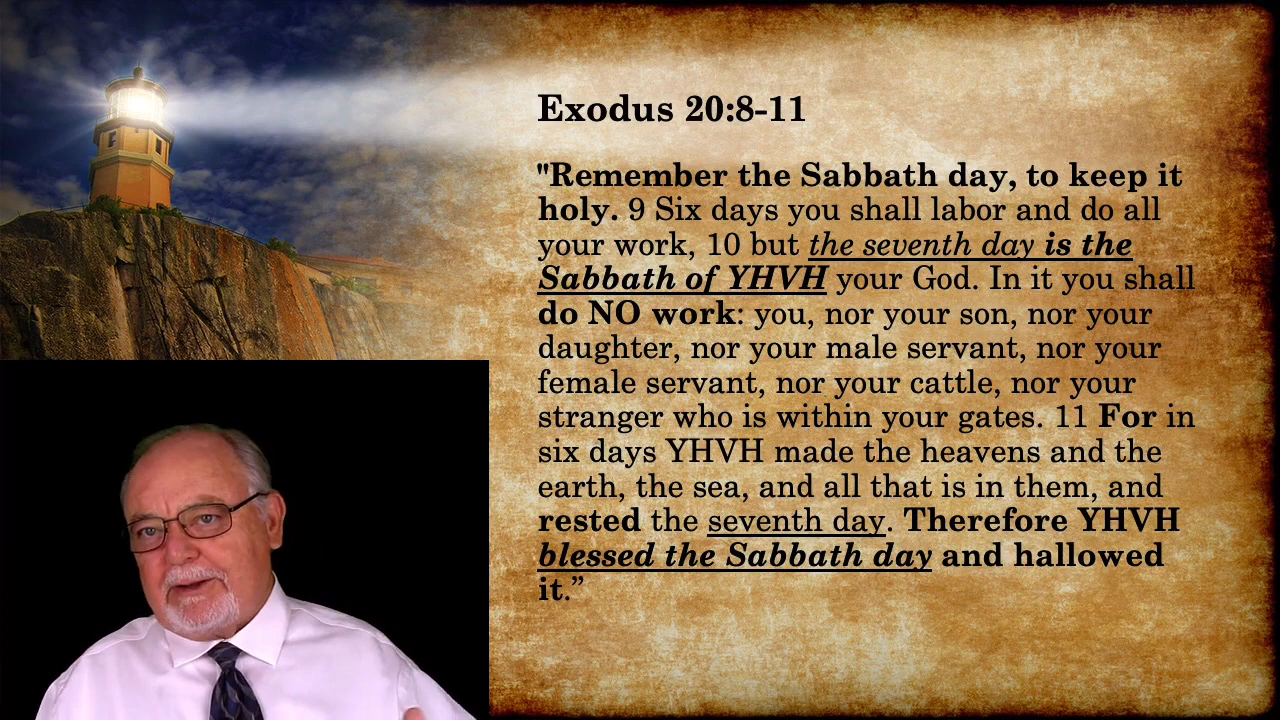 Exodus 20:8-11
"Remember the Sabbath day, to keep it
holy. 9 Six days you shall labor and do all
your work, 10 but the seventh day is the
Sabbath of YHVH your God. In it you shall
do NO work: you, nor your son, nor your
daughter, nor your male servant, nor your
female servant, nor your cattle, nor your
stranger who is within your gates. 11 For in
six days YHVH made the heavens and the
earth, the sea, and all that is in them, and
rested the seventh day. Therefore YHVH
blessed the Sabbath day and hallowed
it.”